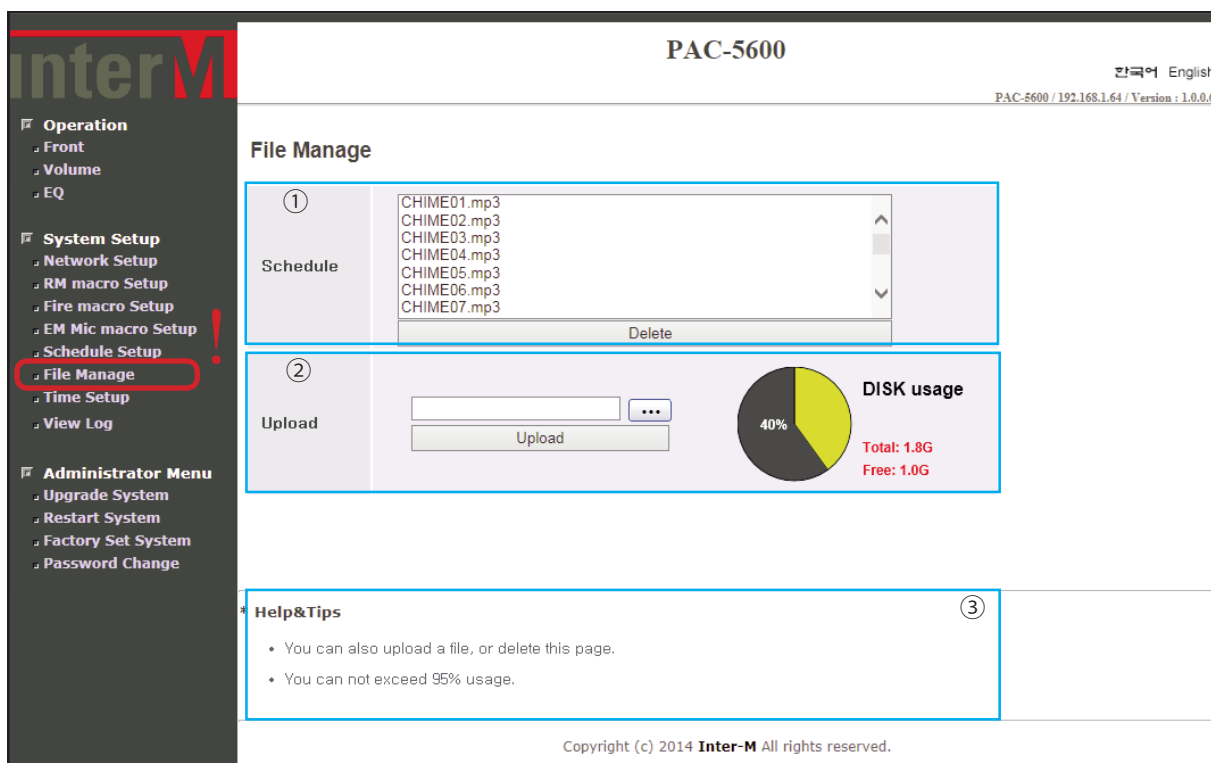 inter M
PAC-5600
한국어 English
PAC-5600 / 192.168.1.64 / Version : 1.0.0.6
Operation
Front
Volume
EQ
System Setup
Network Setup
RM macro Setup
Fire macro Setup
EM Mic macro Setup
Schedule Setup
File Manage
Time Setup
View Log
Administrator Menu
Upgrade System
Restart System
Factory Set System
Password Change
!
File Manage
①
Schedule
CHIME01.mp3
CHIME02.mp3
CHIME03.mp3
CHIME04.mp3
CHIME05.mp3
CHIME06.mp3
CHIME07.mp3
Delete
②
Upload
...
Upload
40%
DISK usage
Total: 1.8G
Free: 1.0G
③
* Help&Tips
• You can also upload a file, or delete this page.
• You can not exceed 95% usage.
Copyright (c) 2014 Inter-M All rights reserved.